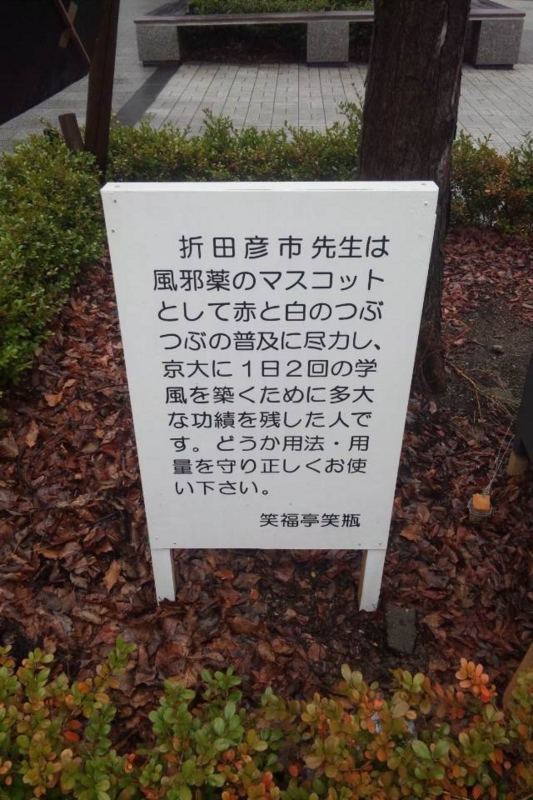 折田彦市先生は
風邪薬のマスコット
として赤と白のつぶ
つぶの普及に尽力し、
京大に1日2回の学
風を築くために多大
な功績を残した人で
す。どうか用法・用
量を守り正しくお使
い下さい。
笑福亭笑瓶